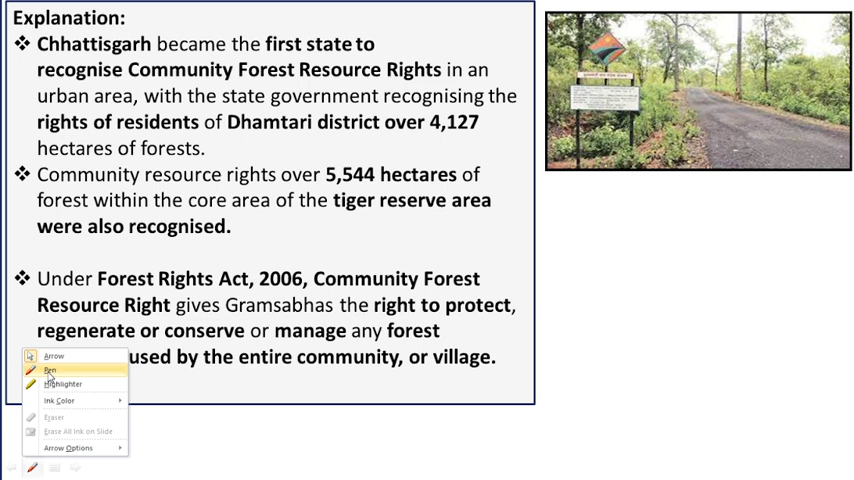 Explanation:
❖ Chhattisgarh became the first state to
recognise Community Forest Resource Rights in an
urban area, with the state government recognising the
rights of residents of Dhamtari district over 4,127
hectares of forests.
❖ Community resource rights over 5,544 hectares of
forest within the core area of the tiger reserve area
were also recognised.
❖ Under Forest Rights Act, 2006, Community Forest
Resource Right gives Gramsabhas the right to protect,
regenerate or conserve or manage any forest
used by the entire community, or village.
Arrow
Pen
Highlighter
Ink Color
Eraser
Erase All Ink on Slide
Arrow Options